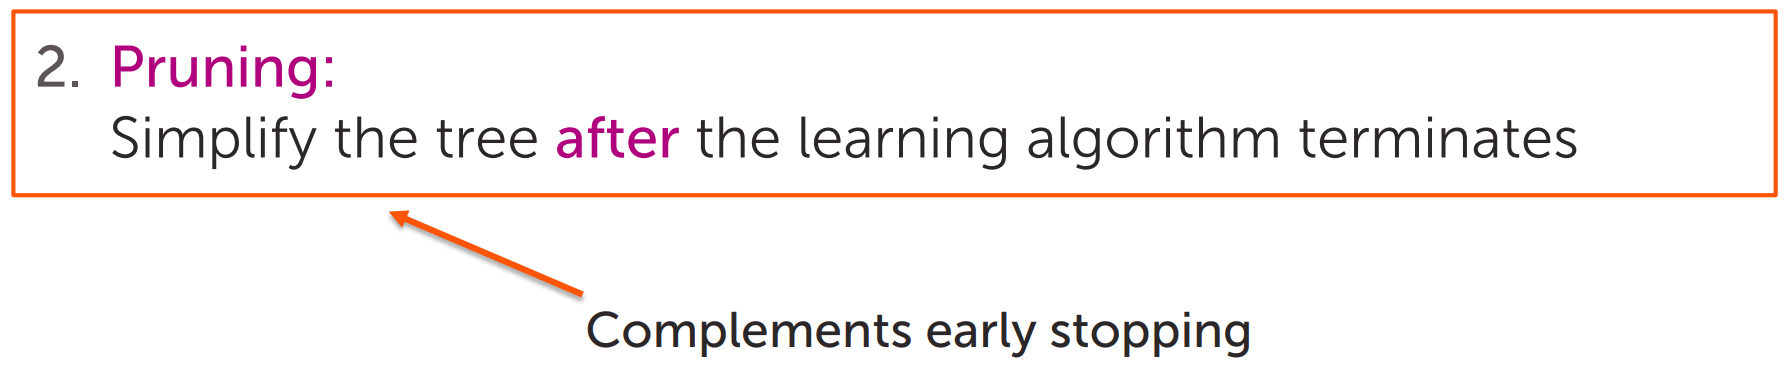 2. Pruning:
Simplify the tree after the learning algorithm terminates
Complements early stopping